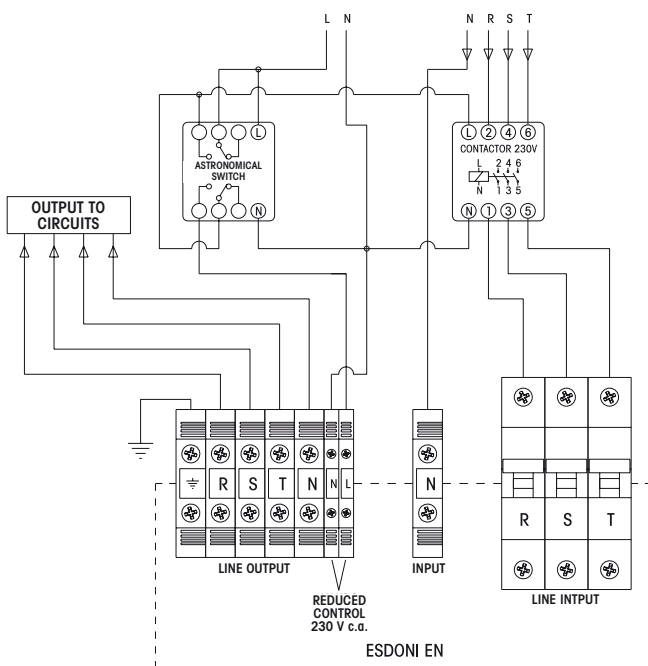 L N
N R S T
L
L 2 4 6
ASTRONOMICAL
SWITCH
CONTACTOR 230V
L 2 4 6
N 1 3 5
N
N 1 3 5
OUTPUT TO
CIRCUITS
R S T N N L
N
R S T
LINE OUTPUT
INPUT
LINE INTPUT
REDUCED
CONTROL
230 V c.a.
ESDONI EN